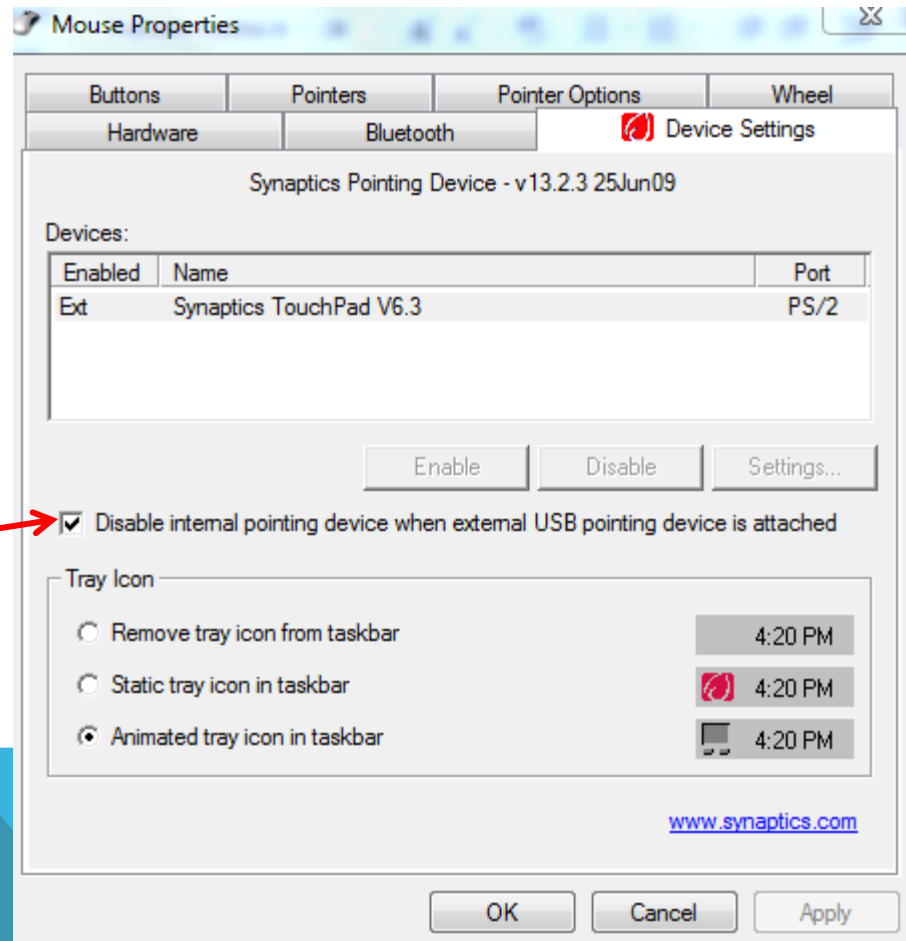 Mouse Properties
Buttons Pointers Pointer Options Wheel
Hardware Bluetooth Device Settings
Synaptics Pointing Device - v13.2.3 25Jun09
Devices:
Enabled Name Port
Ext Synaptics TouchPad V6.3 PS/2
Enable Disable Settings...
Disable internal pointing device when external USB pointing device is attached
Tray Icon
Remove tray icon from taskbar 4:20 PM
Static tray icon in taskbar 4:20 PM
Animated tray icon in taskbar 4:20 PM
www.synaptics.com
OK Cancel Apply